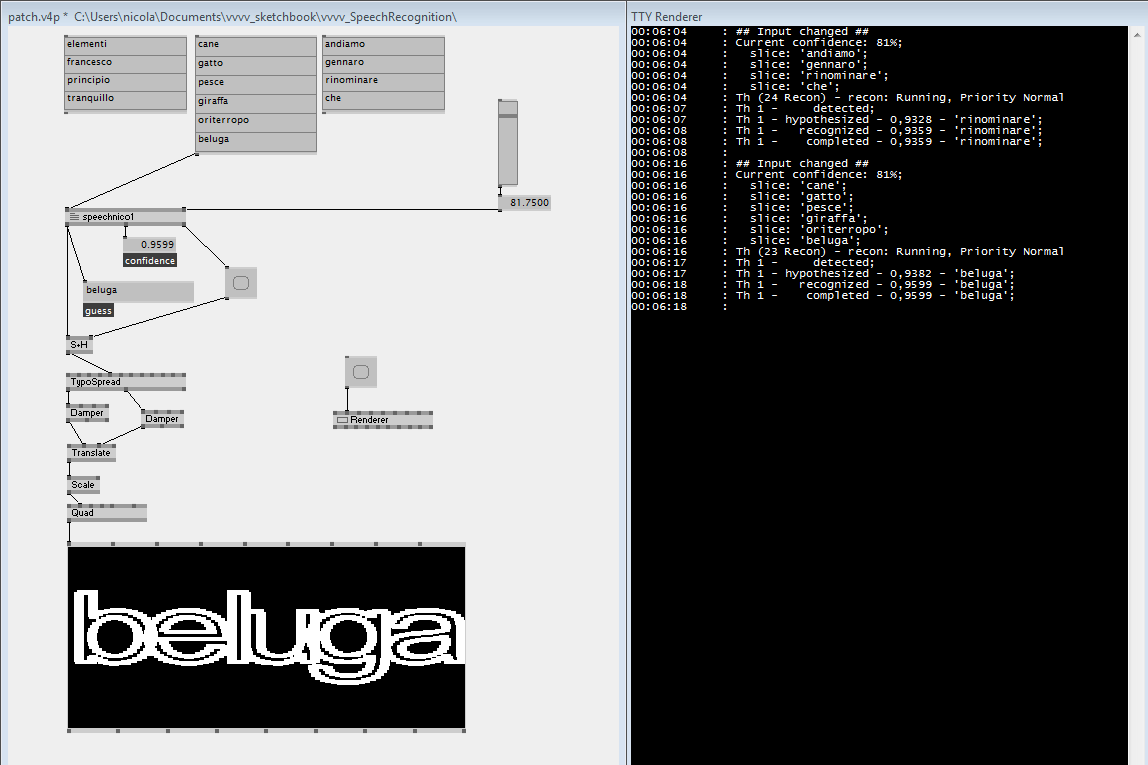 patch.v4p * C:\Users\nicola\Documents\vvvv_sketchbook\vvvv_SpeechRecognition\
elementi
francesco
principio
tranquillo
cane
gatto
pesce
giraffa
oriterropo
beluga
andiamo
gennaro
rinominare
che
81.7500
speechnico1
0.9599
confidence
beluga
guess
S+H
TypoSpread
Damper
Damper
Translate
Scale
Quad
Renderer
beluga
TTY Renderer
00:06:04 : ## Input changed ##
00:06:04 : Current confidence: 81%;
00:06:04 : slice: 'andiamo';
00:06:04 : slice: 'gennaro';
00:06:04 : slice: 'rinominare';
00:06:04 : slice: 'che';
00:06:04 : Th (24 Recon) - recon: Running, Priority Normal
00:06:07 : Th 1 - detected;
00:06:07 : Th 1 - hypothesized - 0,9328 - 'rinominare';
00:06:08 : Th 1 - recognized - 0,9359 - 'rinominare';
00:06:08 : Th 1 - completed - 0,9359 - 'rinominare';
00:06:08 :
00:06:16 : ## Input changed ##
00:06:16 : Current confidence: 81%;
00:06:16 : slice: 'cane';
00:06:16 : slice: 'gatto';
00:06:16 : slice: 'pesce';
00:06:16 : slice: 'giraffa';
00:06:16 : slice: 'oriterropo';
00:06:16 : slice: 'beluga';
00:06:16 : Th (23 Recon) - recon: Running, Priority Normal
00:06:17 : Th 1 - detected;
00:06:17 : Th 1 - hypothesized - 0,9382 - 'beluga';
00:06:18 : Th 1 - recognized - 0,9599 - 'beluga';
00:06:18 : Th 1 - completed - 0,9599 - 'beluga';
00:06:18 :